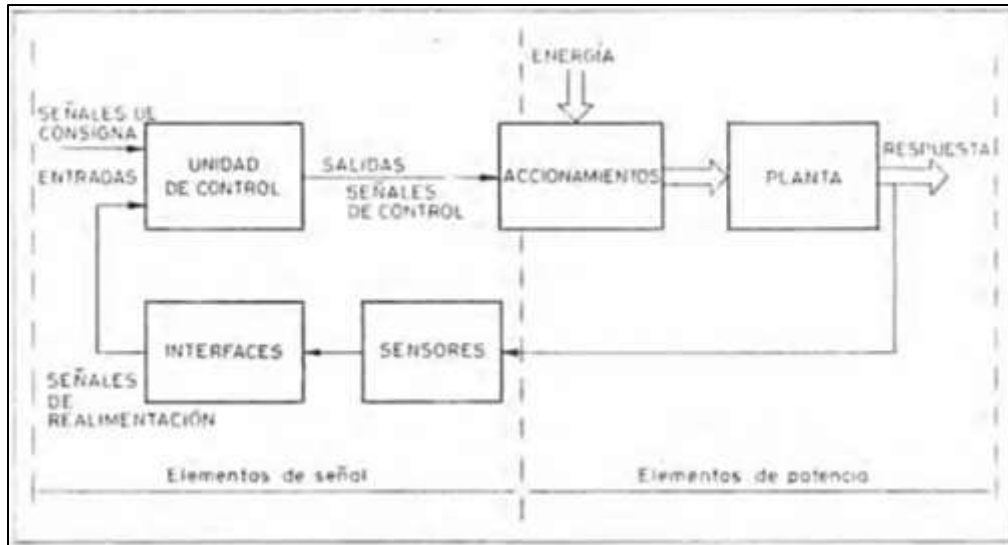 ENERGÍA
SEÑALES DE
CONSIGNA
ENTRADAS
UNIDAD
DE CONTROL
SALIDAS
SEÑALES
DE CONTROL
ACCIONAMIENTOS
PLANTA
RESPUESTA
INTERFACES
SENSORES
SEÑALES
DE
REALIMENTACIÓN
Elementos de señal
Elementos de potencia